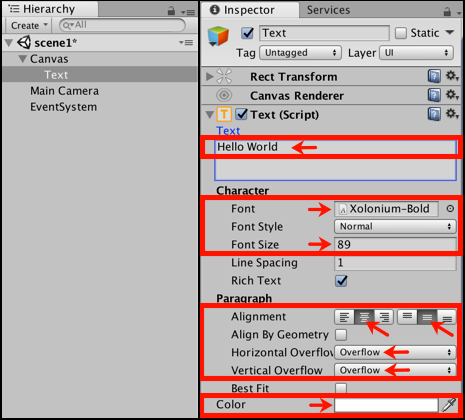 Hierarchy
Create
All
scene1*
Canvas
Text
Main Camera
EventSystem
Inspector
Services
Text
Static
Tag
Untagged
Layer
UI
Rect Transform
Canvas Renderer
Text (Script)
Text
Hello World
Character
Font
Xolonium-Bold
Font Style
Normal
Font Size
89
Line Spacing
1
Rich Text
Paragraph
Alignment
Align By Geometry
Horizontal Overflow
Overflow
Vertical Overflow
Overflow
Best Fit
Color